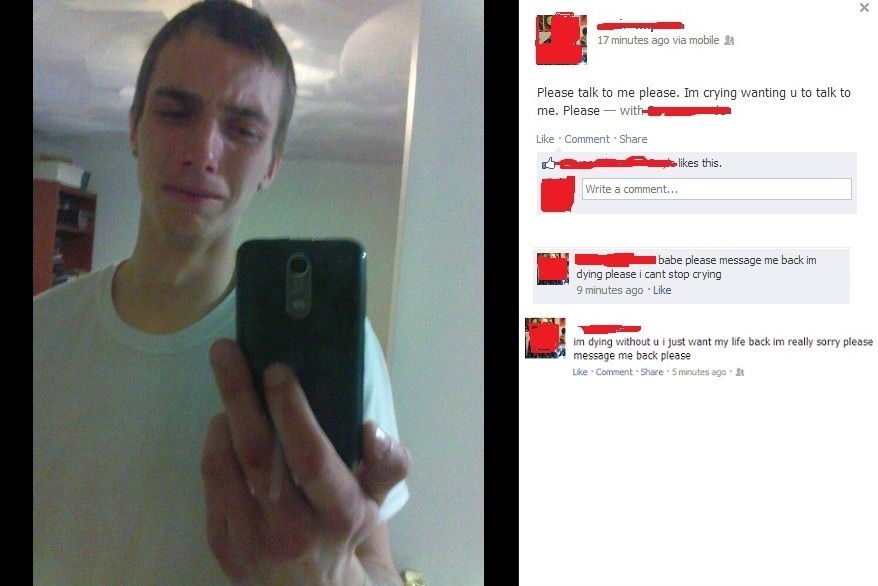 17 minutes ago via mobile
Please talk to me please. Im crying wanting u to talk to
me. Please — with
Like · Comment · Share
likes this.
Write a comment...
babe please message me back im
dying please i cant stop crying
9 minutes ago · Like
im dying without u i just want my life back im really sorry please
message me back please
Like · Comment · Share · 5 minutes ago ·